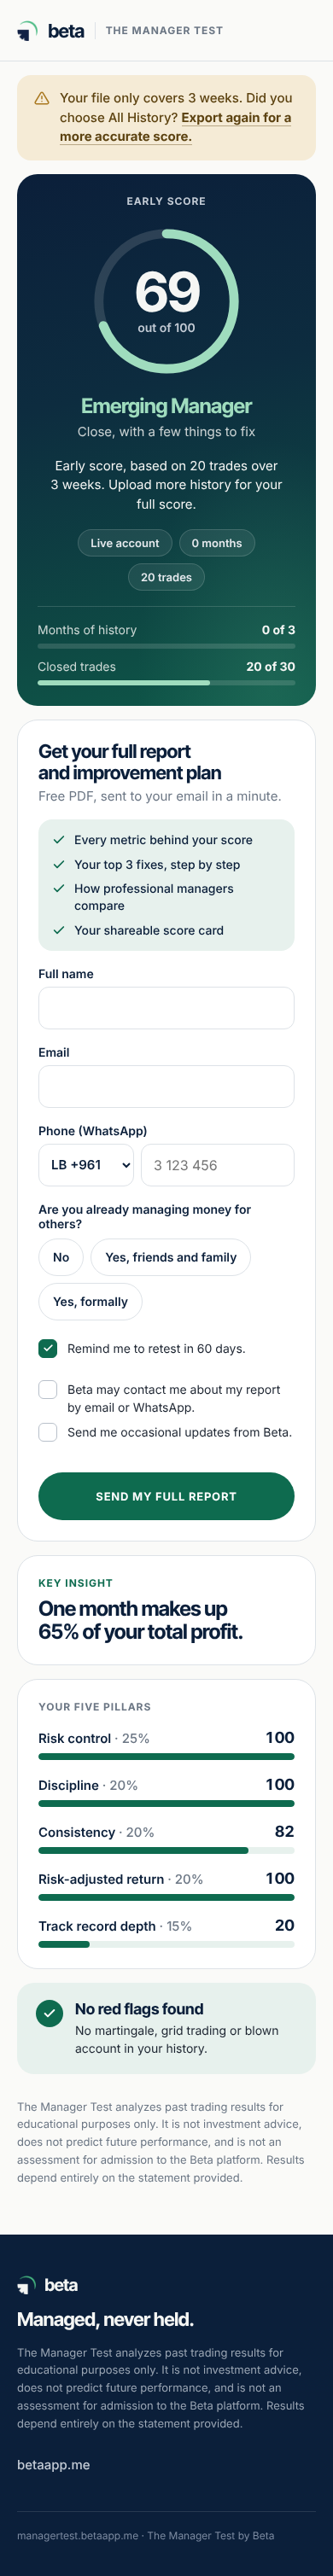 beta THE MANAGER TEST
Your file only covers 3 weeks. Did you
choose All History? Export again for a
more accurate score.
EARLY SCORE
69
out of 100
Emerging Manager
Close, with a few things to fix
Early score, based on 20 trades over
3 weeks. Upload more history for your
full score.
Live account 0 months
20 trades
Months of history 0 of 3
Closed trades 20 of 30
Get your full report
and improvement plan
Free PDF, sent to your email in a minute.
Every metric behind your score
Your top 3 fixes, step by step
How professional managers
compare
Your shareable score card
Full name
Email
Phone (WhatsApp)
LB +961 3 123 456
Are you already managing money for
others?
No Yes, friends and family
Yes, formally
Remind me to retest in 60 days.
Beta may contact me about my report
by email or WhatsApp.
Send me occasional updates from Beta.
SEND MY FULL REPORT
KEY INSIGHT
One month makes up
65% of your total profit.
YOUR FIVE PILLARS
Risk control · 25% 100
Discipline · 20% 100
Consistency · 20% 82
Risk-adjusted return · 20% 100
Track record depth · 15% 20
No red flags found
No martingale, grid trading or blown
account in your history.
The Manager Test analyzes past trading results for
educational purposes only. It is not investment advice,
does not predict future performance, and is not an
assessment for admission to the Beta platform. Results
depend entirely on the statement provided.
beta
Managed, never held.
The Manager Test analyzes past trading results for
educational purposes only. It is not investment advice,
does not predict future performance, and is not an
assessment for admission to the Beta platform. Results
depend entirely on the statement provided.
betaapp.me
managertest.betaapp.me · The Manager Test by Beta